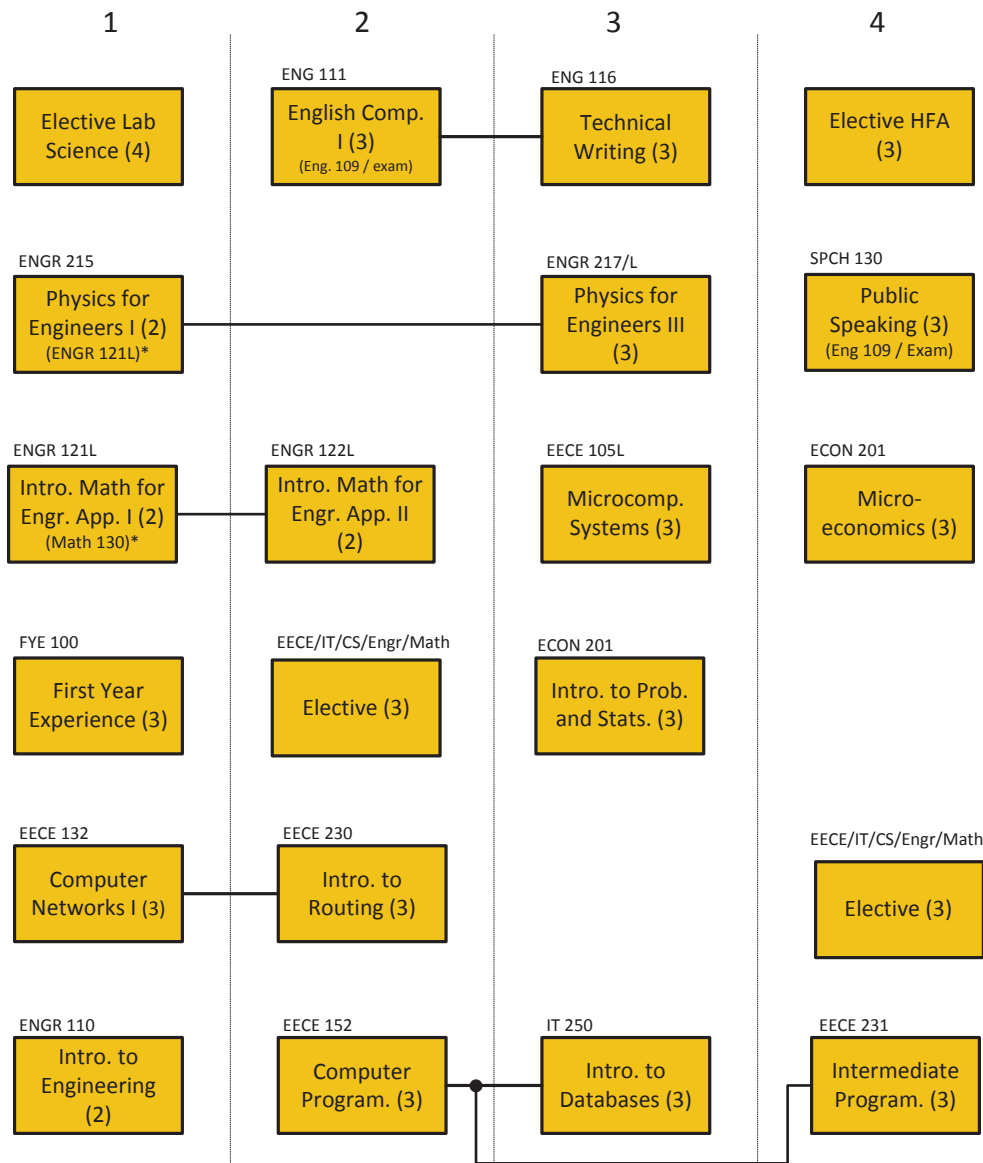 1
2
3
4
Elective Lab
Science (4)
ENG 111
English Comp.
I (3)
(Eng. 109 / exam)
ENG 116
Technical
Writing (3)
Elective HFA
(3)
ENGR 215
Physics for
Engineers I (2)
(ENGR 121L)*
ENGR 217/L
Physics for
Engineers III
(3)
SPCH 130
Public
Speaking (3)
(Eng 109 / Exam)
ENGR 121L
Intro. Math for
Engr. App. I (2)
(Math 130)*
ENGR 122L
Intro. Math for
Engr. App. II
(2)
EECE 105L
Microcomp.
Systems (3)
ECON 201
Micro-
economics (3)
FYE 100
First Year
Experience (3)
EECE/IT/CS/Engr/Math
Elective (3)
ECON 201
Intro. to Prob.
and Stats. (3)
EECE 132
Computer
Networks I (3)
EECE 230
Intro. to
Routing (3)
EECE/IT/CS/Engr/Math
Elective (3)
ENGR 110
Intro. to
Engineering
(2)
EECE 152
Computer
Program. (3)
IT 250
Intro. to
Databases (3)
EECE 231
Intermediate
Program. (3)